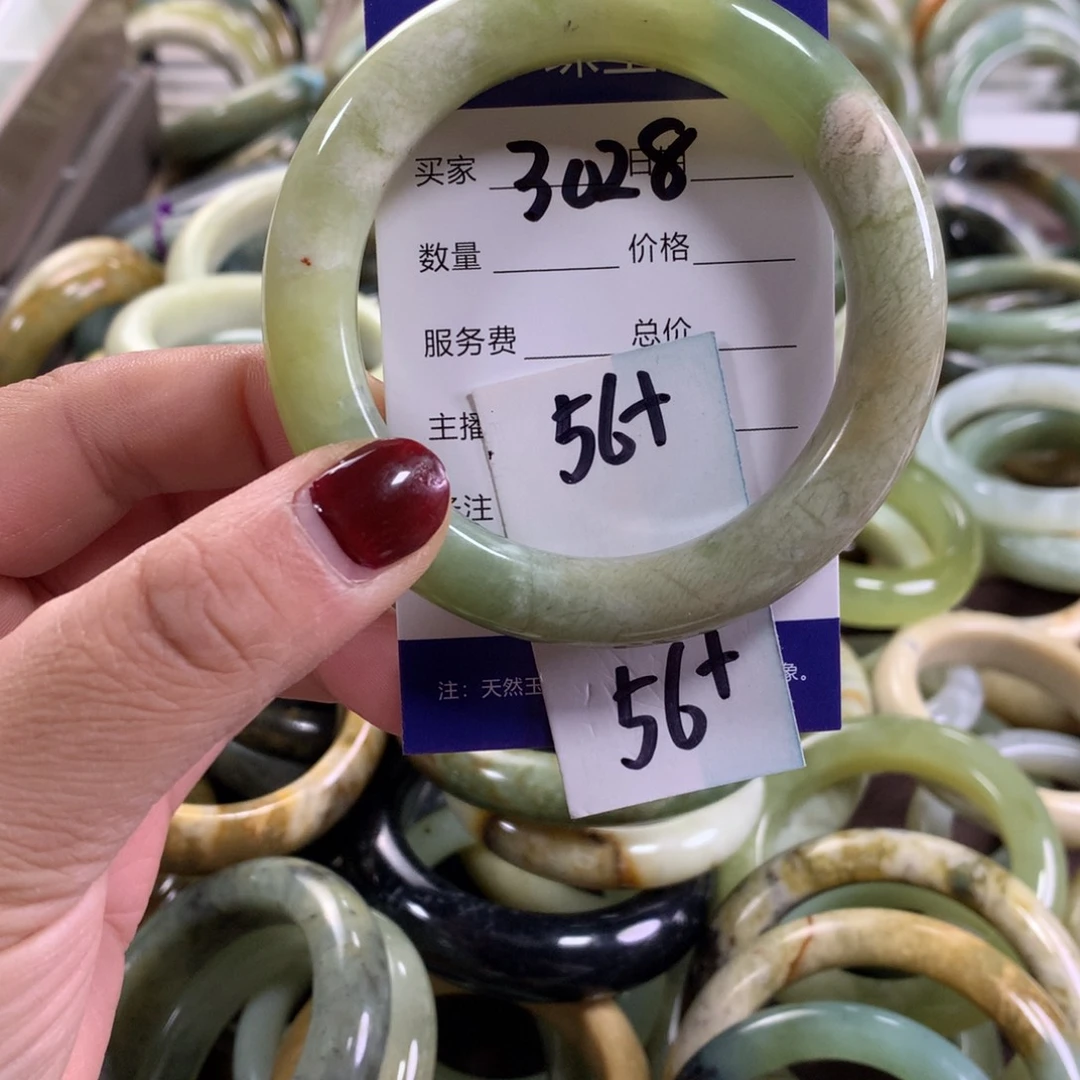 买家 3028
数量 价格
服务费 总价
主播 56+
注
注：天然玉 56+ 象。